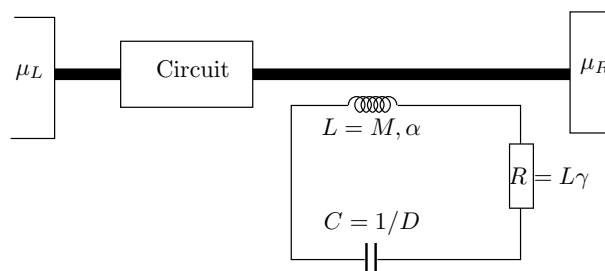 μ_L
Circuit
μ_R
L = M, α
R = Lγ
C = 1/D